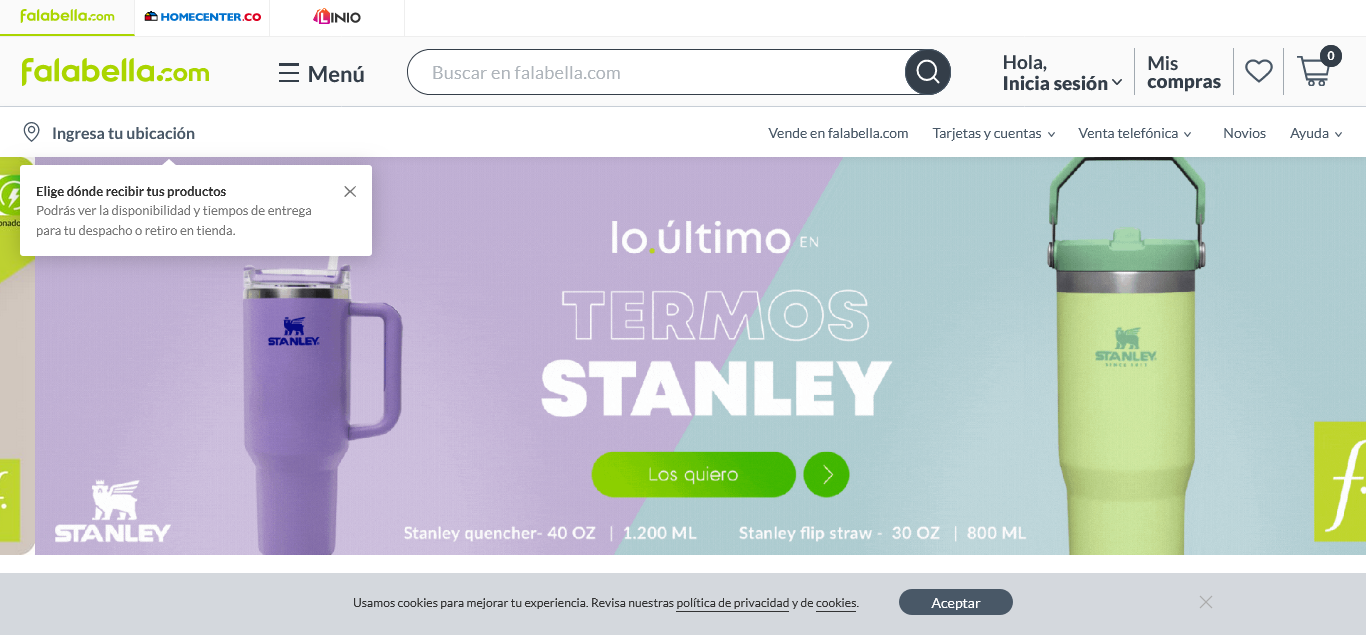 falabella.com
HOMECENTER.CO
LINIO
falabella.com
Menú
Buscar en falabella.com
Hola,
Inicia sesión
Mis
compras
0
Ingresa tu ubicación
Vende en falabella.com
Tarjetas y cuentas
Venta telefónica
Novios
Ayuda
Elige dónde recibir tus productos
Podrás ver la disponibilidad y tiempos de entrega
para tu despacho o retiro en tienda.
lo.último EN
TERMOS
STANLEY
Los quiero
STANLEY
STANLEY
SINCE 1913
STANLEY
f.
Stanley quencher- 40 OZ | 1.200 ML
Stanley flip straw - 30 OZ | 800 ML
Usamos cookies para mejorar tu experiencia. Revisa nuestras política de privacidad y de cookies.
Aceptar